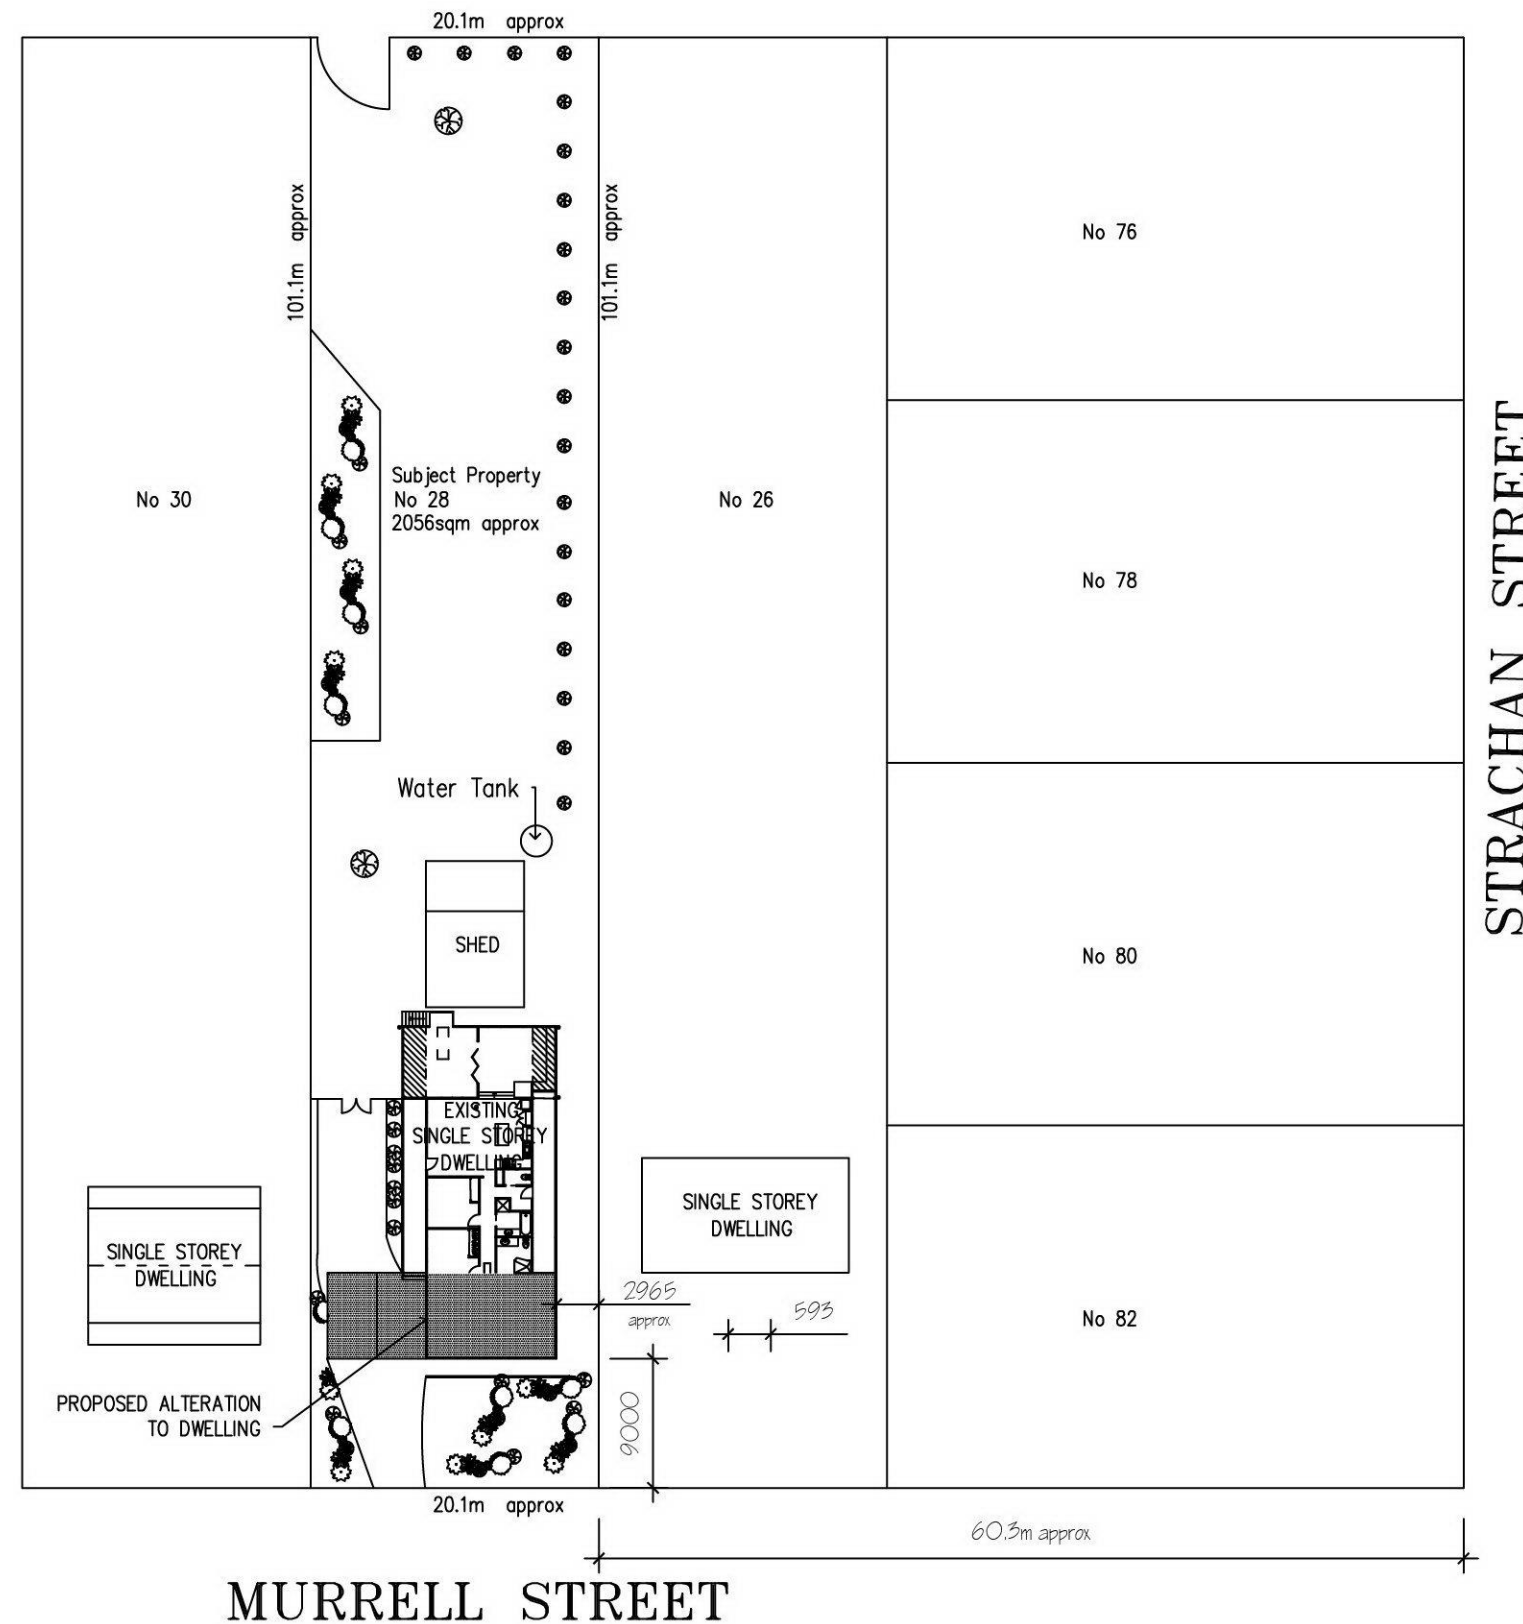 20.1m approx
101.1m approx
101.1m approx
No 76
Subject Property
No 28
2056sqm approx
No 30
No 26
No 78
STRACHAN STREET
Water Tank
SHED
No 80
EXISTING
SINGLE STOREY
DWELLING
SINGLE STOREY
DWELLING
SINGLE STOREY
DWELLING
2965
approx
593
No 82
PROPOSED ALTERATION
TO DWELLING
9000
20.1m approx
60.3m approx
MURRELL STREET